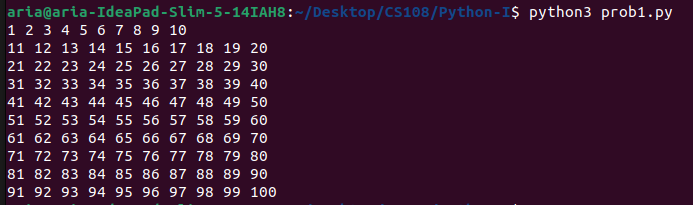 aria@aria-IdeaPad-Slim-5-14IAH8:~/Desktop/CS108/Python-I$ python3 prob1.py
1 2 3 4 5 6 7 8 9 10
11 12 13 14 15 16 17 18 19 20
21 22 23 24 25 26 27 28 29 30
31 32 33 34 35 36 37 38 39 40
41 42 43 44 45 46 47 48 49 50
51 52 53 54 55 56 57 58 59 60
61 62 63 64 65 66 67 68 69 70
71 72 73 74 75 76 77 78 79 80
81 82 83 84 85 86 87 88 89 90
91 92 93 94 95 96 97 98 99 100